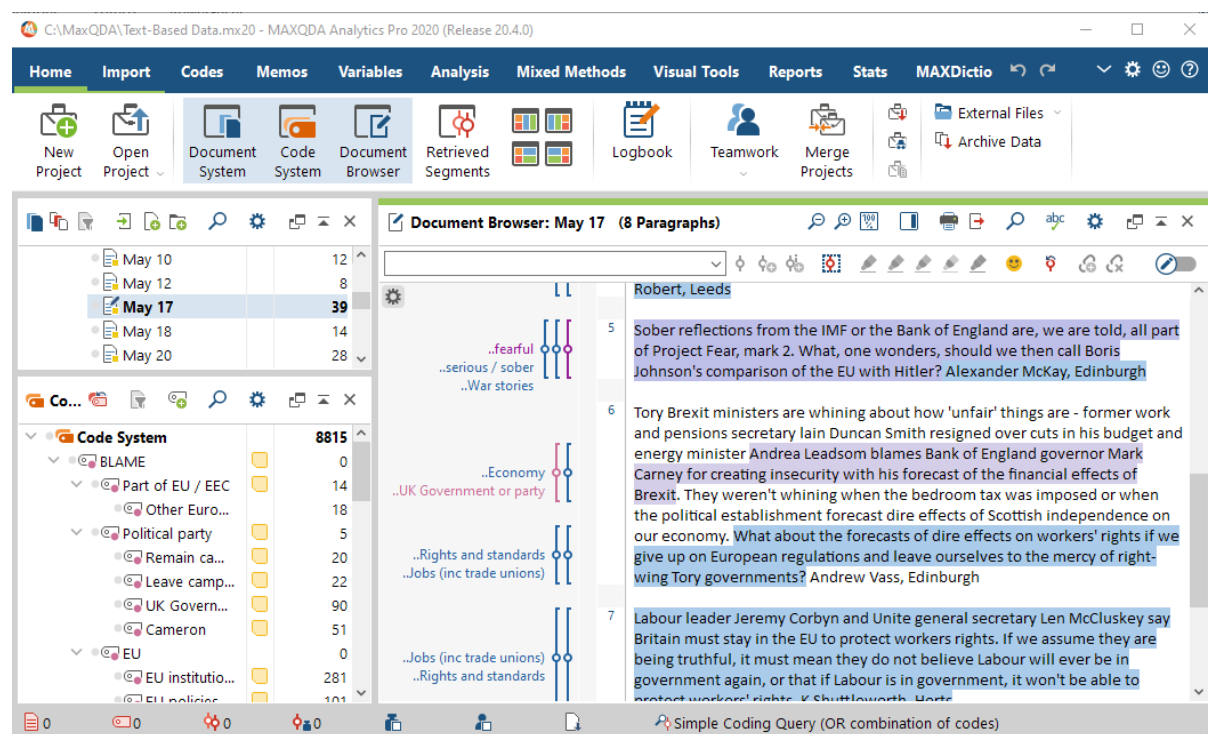 C:\MaxQDA\Text-Based Data.mx20 - MAXQDA Analytics Pro 2020 (Release 20.4.0)
Home Import Codes Memos Variables Analysis Mixed Methods Visual Tools Reports Stats MAXDictio
New Project
Open Project
Document System
Code System
Document Browser
Retrieved Segments
Logbook
Teamwork
Merge Projects
External Files
Archive Data
May 10 12
May 12 8
May 17 39
May 18 14
May 20 28
Co...
Code System 8815
BLAME 0
Part of EU / EEC 14
Other Euro... 18
Political party 5
Remain ca... 20
Leave camp... 22
UK Govern... 90
Cameron 51
EU 0
EU institutio... 281
EU policies 101
Document Browser: May 17 (8 Paragraphs)
100%
abc
Robert, Leeds
..fearful
..serious / sober
..War stories
5
Sober reflections from the IMF or the Bank of England are, we are told, all part
of Project Fear, mark 2. What, one wonders, should we then call Boris
Johnson's comparison of the EU with Hitler? Alexander McKay, Edinburgh
..Economy
..UK Government or party
..Rights and standards
..Jobs (inc trade unions)
6
Tory Brexit ministers are whining about how 'unfair' things are - former work
and pensions secretary Iain Duncan Smith resigned over cuts in his budget and
energy minister Andrea Leadsom blames Bank of England governor Mark
Carney for creating insecurity with his forecast of the financial effects of
Brexit. They weren't whining when the bedroom tax was imposed or when
the political establishment forecast dire effects of Scottish independence on
our economy. What about the forecasts of dire effects on workers' rights if we
give up on European regulations and leave ourselves to the mercy of right-
wing Tory governments? Andrew Vass, Edinburgh
..Jobs (inc trade unions)
..Rights and standards
7
Labour leader Jeremy Corbyn and Unite general secretary Len McCluskey say
Britain must stay in the EU to protect workers rights. If we assume they are
being truthful, it must mean they do not believe Labour will ever be in
government again, or that if Labour is in government, it won't be able to
protect workers' rights. K Shuttleworth, Herts
0 0 0 0
Simple Coding Query (OR combination of codes)